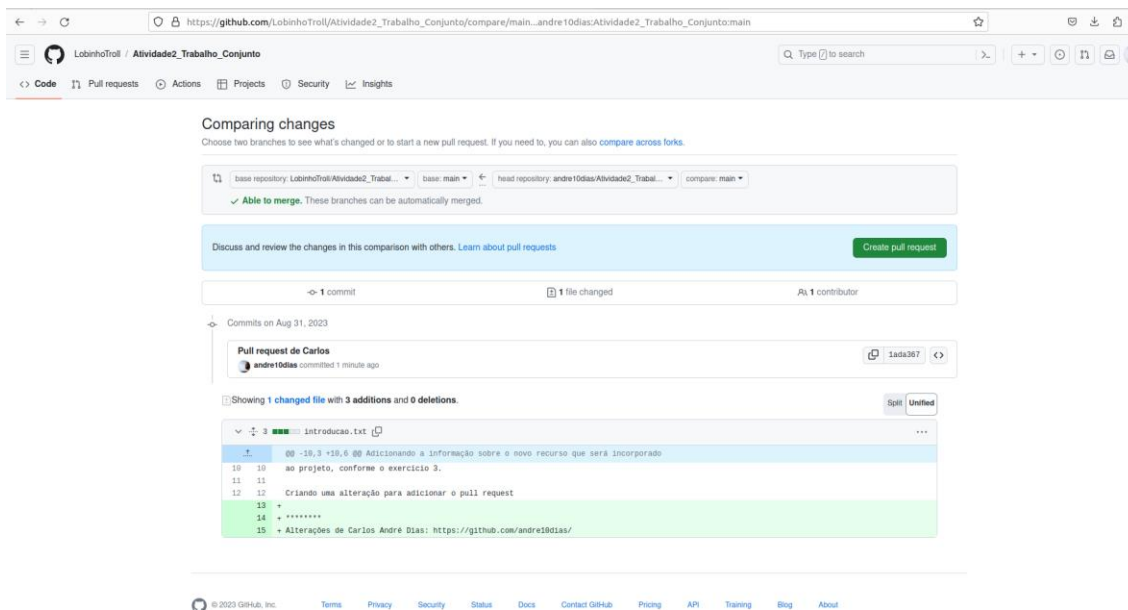 https://github.com/LobinhoTroll/Atividade2_Trabalho_Conjunto/compare/main...andre10dias:Atividade2_Trabalho_Conjunto:main
LobinhoTroll / Atividade2_Trabalho_Conjunto
Type / to search
<> Code Pull requests Actions Projects Security Insights
Comparing changes
Choose two branches to see what's changed or to start a new pull request. If you need to, you can also compare across forks.
base repository: LobinhoTroll/Atividade2_Trabal... base: main ← head repository: andre10dias/Atividade2_Trabal... compare: main
✓ Able to merge. These branches can be automatically merged.
Discuss and review the changes in this comparison with others. Learn about pull requests Create pull request
1 commit 1 file changed 1 contributor
Commits on Aug 31, 2023
Pull request de Carlos
andre10dias committed 1 minute ago
1ada367 <>
Showing 1 changed file with 3 additions and 0 deletions. Split Unified
3 introducao.txt ...
@@ -10,3 +10,6 @@ Adicionando a informação sobre o novo recurso que será incorporado
10 10 ao projeto, conforme o exercício 3.
11 11
12 12 Criando uma alteração para adicionar o pull request
13 +
14 + ********
15 + Alterações de Carlos André Dias: https://github.com/andre10dias/
© 2023 GitHub, Inc. Terms Privacy Security Status Docs Contact GitHub Pricing API Training Blog About